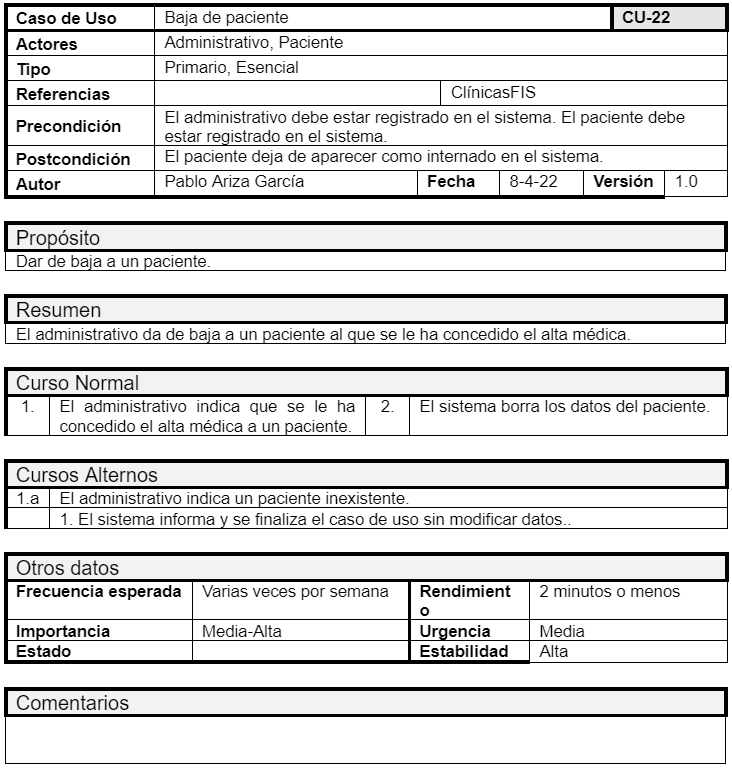 Caso de Uso Baja de paciente CU-22
Actores Administrativo, Paciente
Tipo Primario, Esencial
Referencias ClínicasFIS
Precondición El administrativo debe estar registrado en el sistema. El paciente debe
estar registrado en el sistema.
Postcondición El paciente deja de aparecer como internado en el sistema.
Autor Pablo Ariza García Fecha 8-4-22 Versión 1.0
Propósito
Dar de baja a un paciente.
Resumen
El administrativo da de baja a un paciente al que se le ha concedido el alta médica.
Curso Normal
1. El administrativo indica que se le ha
concedido el alta médica a un paciente.
2. El sistema borra los datos del paciente.
Cursos Alternos
1.a El administrativo indica un paciente inexistente.
1. El sistema informa y se finaliza el caso de uso sin modificar datos..
Otros datos
Frecuencia esperada Varias veces por semana
Rendimient
o
2 minutos o menos
Importancia Media-Alta Urgencia Media
Estado Estabilidad Alta
Comentarios